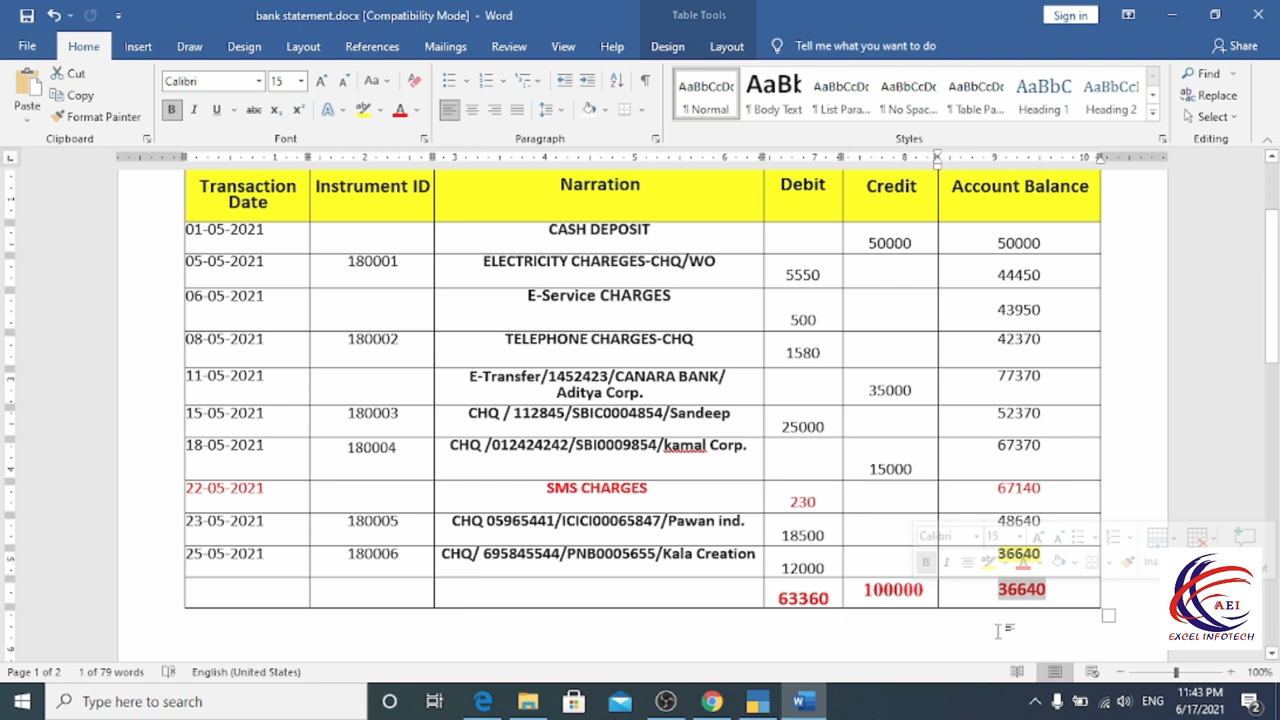 bank statement.docx [Compatibility Mode] - Word
Table Tools
Sign in
File Home Insert Draw Design Layout References Mailings Review View Help Design Layout Tell me what you want to do Share
Paste
Cut
Copy
Format Painter
Clipboard
Calibri 15
Font
Paragraph
AaBbCcDc AaBb AaBbCcDc AaBbCcDc AaBbCcDc AaBbC AaBbCcI
¶ Normal ¶ Body Text ¶ List Para... ¶ No Spac... ¶ Table Pa... Heading 1 Heading 2
Styles
Find
Replace
Select
Editing
Transaction Date Instrument ID Narration Debit Credit Account Balance
01-05-2021 CASH DEPOSIT 50000 50000
05-05-2021 180001 ELECTRICITY CHAREGES-CHQ/WO 5550 44450
06-05-2021 E-Service CHARGES 500 43950
08-05-2021 180002 TELEPHONE CHARGES-CHQ 1580 42370
11-05-2021 E-Transfer/1452423/CANARA BANK/ 35000 77370
Aditya Corp.
15-05-2021 180003 CHQ / 112845/SBIC0004854/Sandeep 25000 52370
18-05-2021 180004 CHQ /012424242/SBI0009854/kamal Corp. 15000 67370
22-05-2021 SMS CHARGES 230 67140
23-05-2021 180005 CHQ 05965441/ICICI00065847/Pawan ind. 18500 48640
25-05-2021 180006 CHQ/ 695845544/PNB0005655/Kala Creation 12000 36640
63360 100000 36640
Calibri 15
AEI
EXCEL INFOTECH
Page 1 of 2 1 of 79 words English (United States) 100%
Type here to search
ENG
11:43 PM
6/17/2021
2